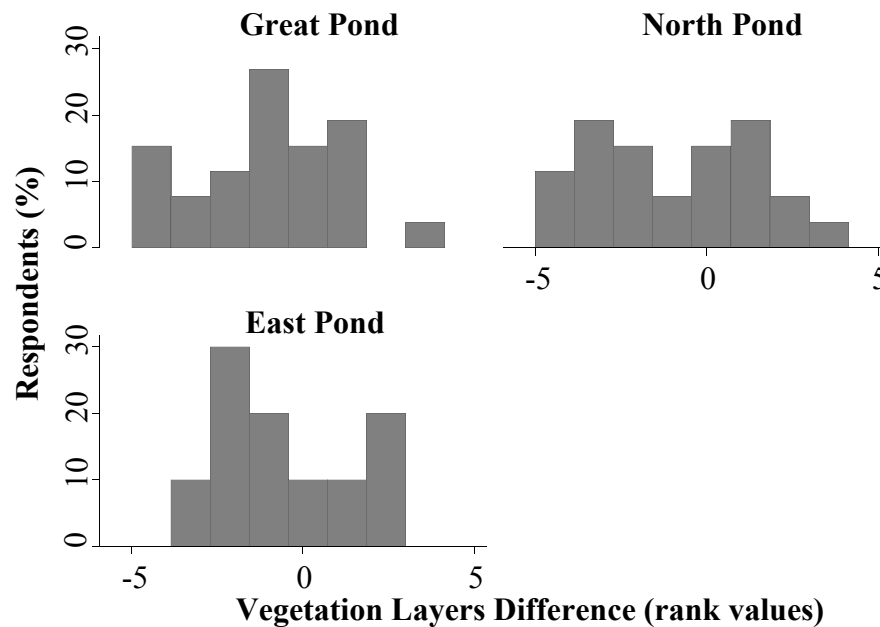 Great Pond
North Pond
Respondents (%)
30
20
10
0
-5
0
5
East Pond
30
20
10
0
-5
0
5
Vegetation Layers Difference (rank values)